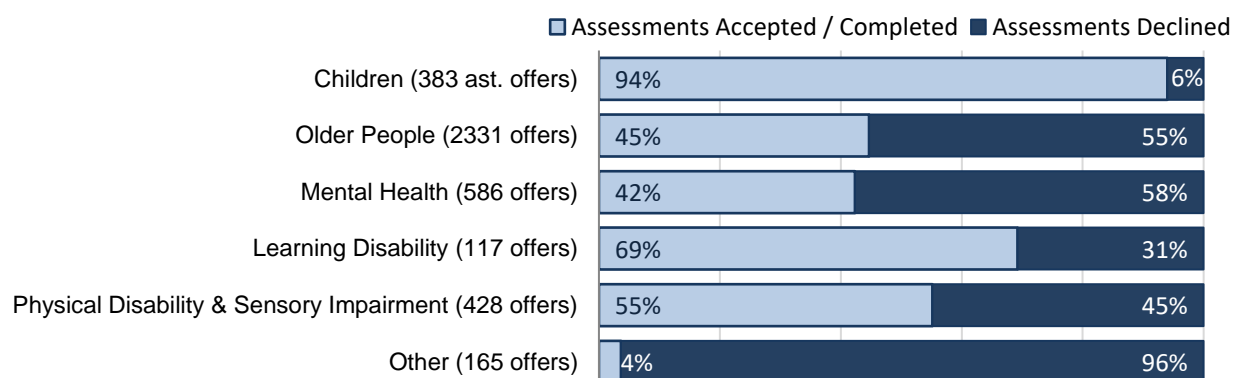 Assessments Accepted / Completed Assessments Declined
Children (383 ast. offers) 94% 6%
Older People (2331 offers) 45% 55%
Mental Health (586 offers) 42% 58%
Learning Disability (117 offers) 69% 31%
Physical Disability & Sensory Impairment (428 offers) 55% 45%
Other (165 offers) 4% 96%